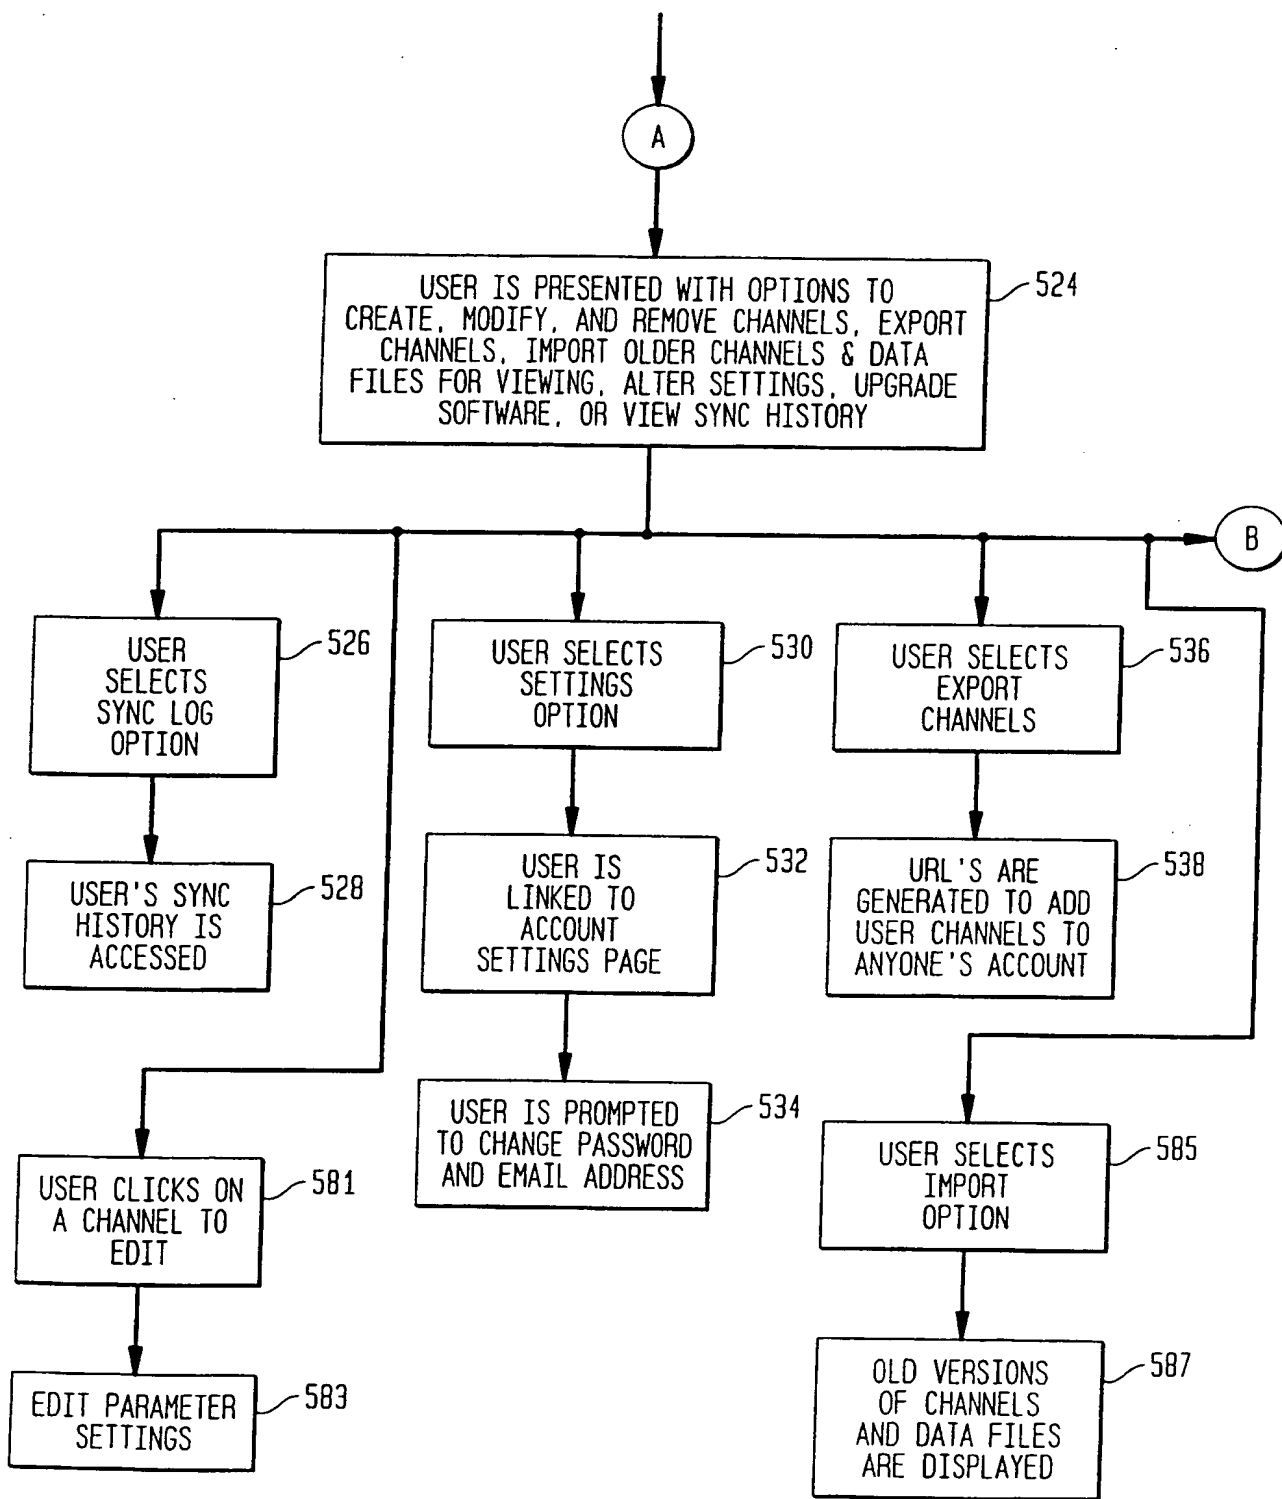 A
USER IS PRESENTED WITH OPTIONS TO
CREATE, MODIFY, AND REMOVE CHANNELS, EXPORT
CHANNELS, IMPORT OLDER CHANNELS & DATA
FILES FOR VIEWING, ALTER SETTINGS, UPGRADE
SOFTWARE, OR VIEW SYNC HISTORY
524
B
USER
SELECTS
SYNC LOG
OPTION
526
USER SELECTS
SETTINGS
OPTION
530
USER SELECTS
EXPORT
CHANNELS
536
USER'S SYNC
HISTORY IS
ACCESSED
528
USER IS
LINKED TO
ACCOUNT
SETTINGS PAGE
532
URL'S ARE
GENERATED TO ADD
USER CHANNELS TO
ANYONE'S ACCOUNT
538
USER CLICKS ON
A CHANNEL TO
EDIT
581
USER IS PROMPTED
TO CHANGE PASSWORD
AND EMAIL ADDRESS
534
USER SELECTS
IMPORT
OPTION
585
EDIT PARAMETER
SETTINGS
583
OLD VERSIONS
OF CHANNELS
AND DATA FILES
ARE DISPLAYED
587